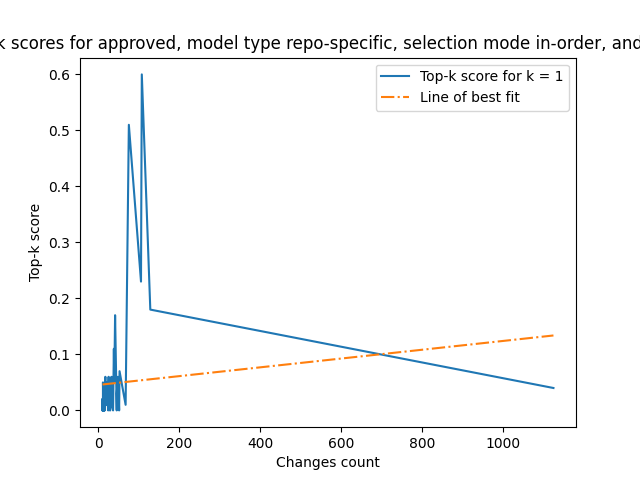 k scores for approved, model type repo-specific, selection mode in-order, and
Top-k score for k = 1
Line of best fit
0.6
0.5
0.4
0.3
0.2
0.1
0.0
Top-k score
0 200 400 600 800 1000
Changes count